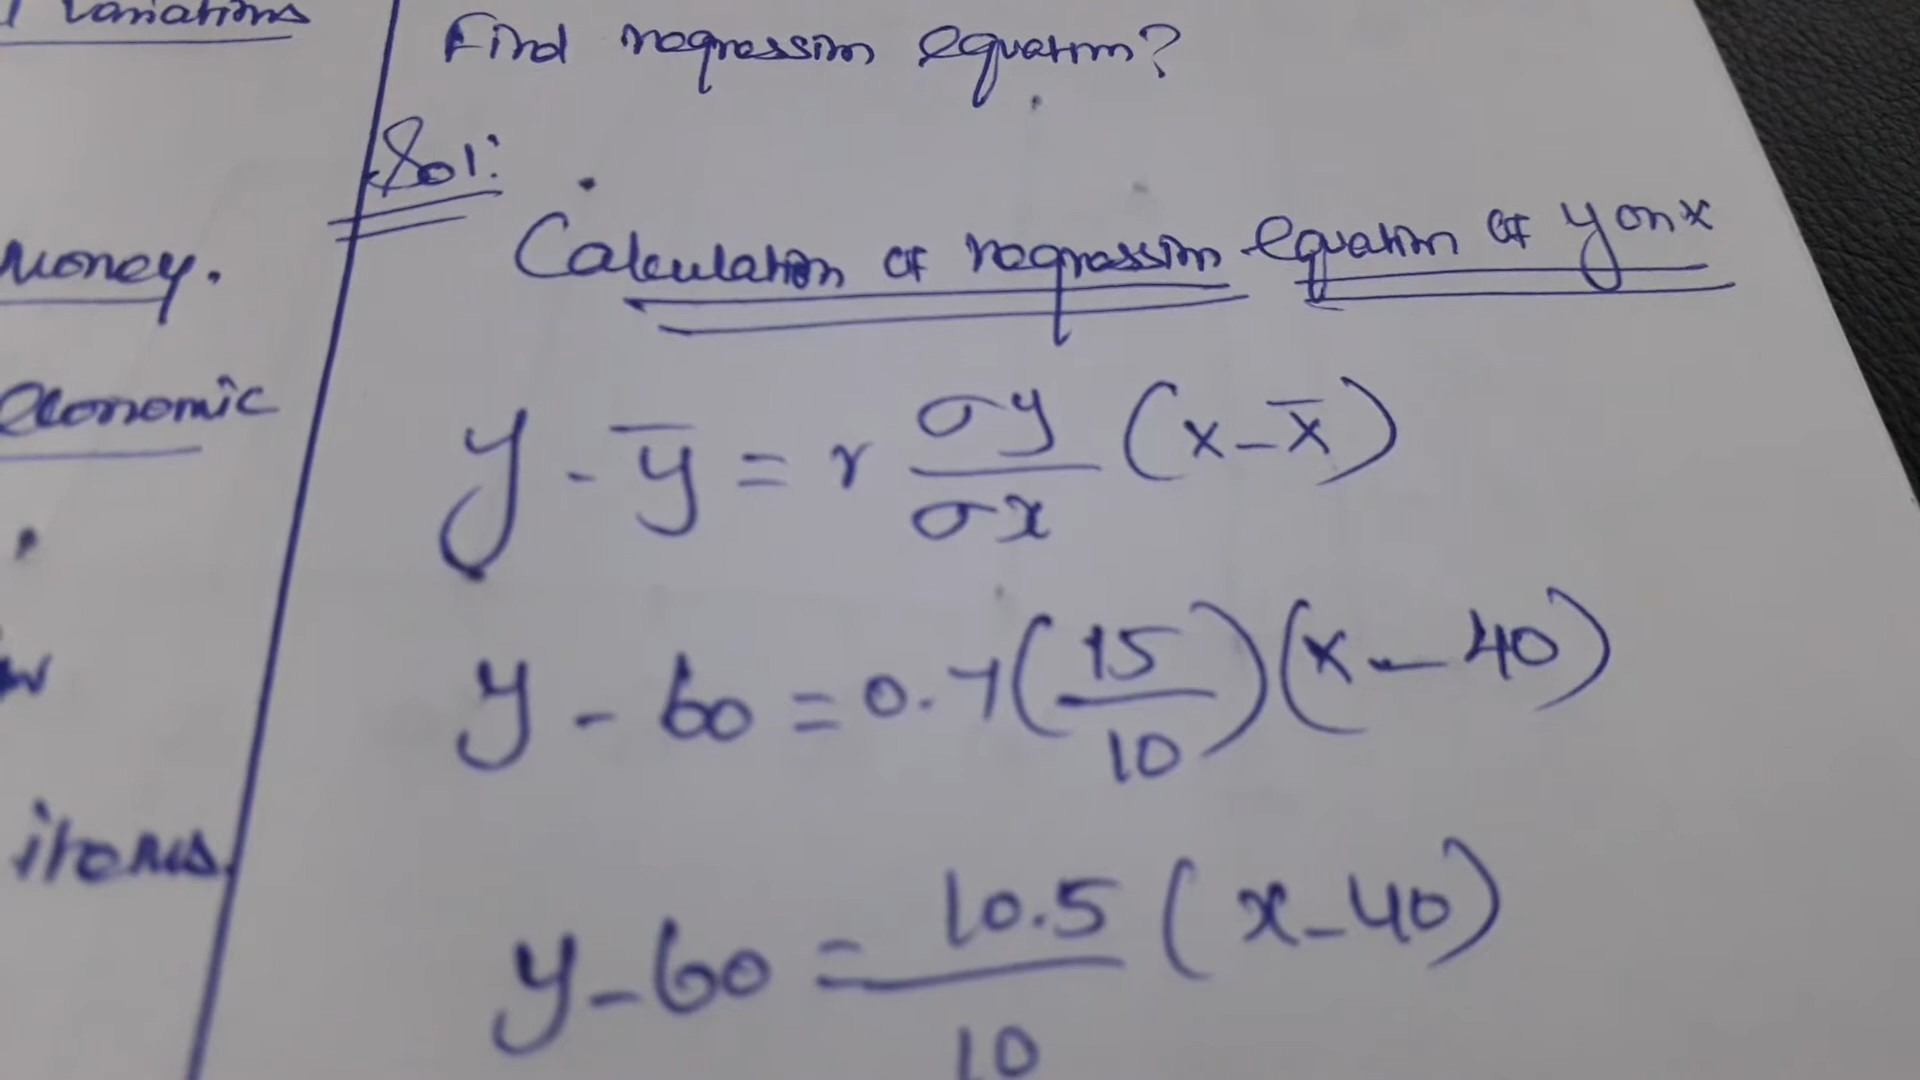 variations
money.
economic
items.
Find regression equation?
Sol:
Calculation of regression equation of y on x
y - ȳ = r σy/σx (x - x̄)
y - 60 = 0.7 (15/10) (x - 40)
y - 60 = 10.5/10 (x - 40)